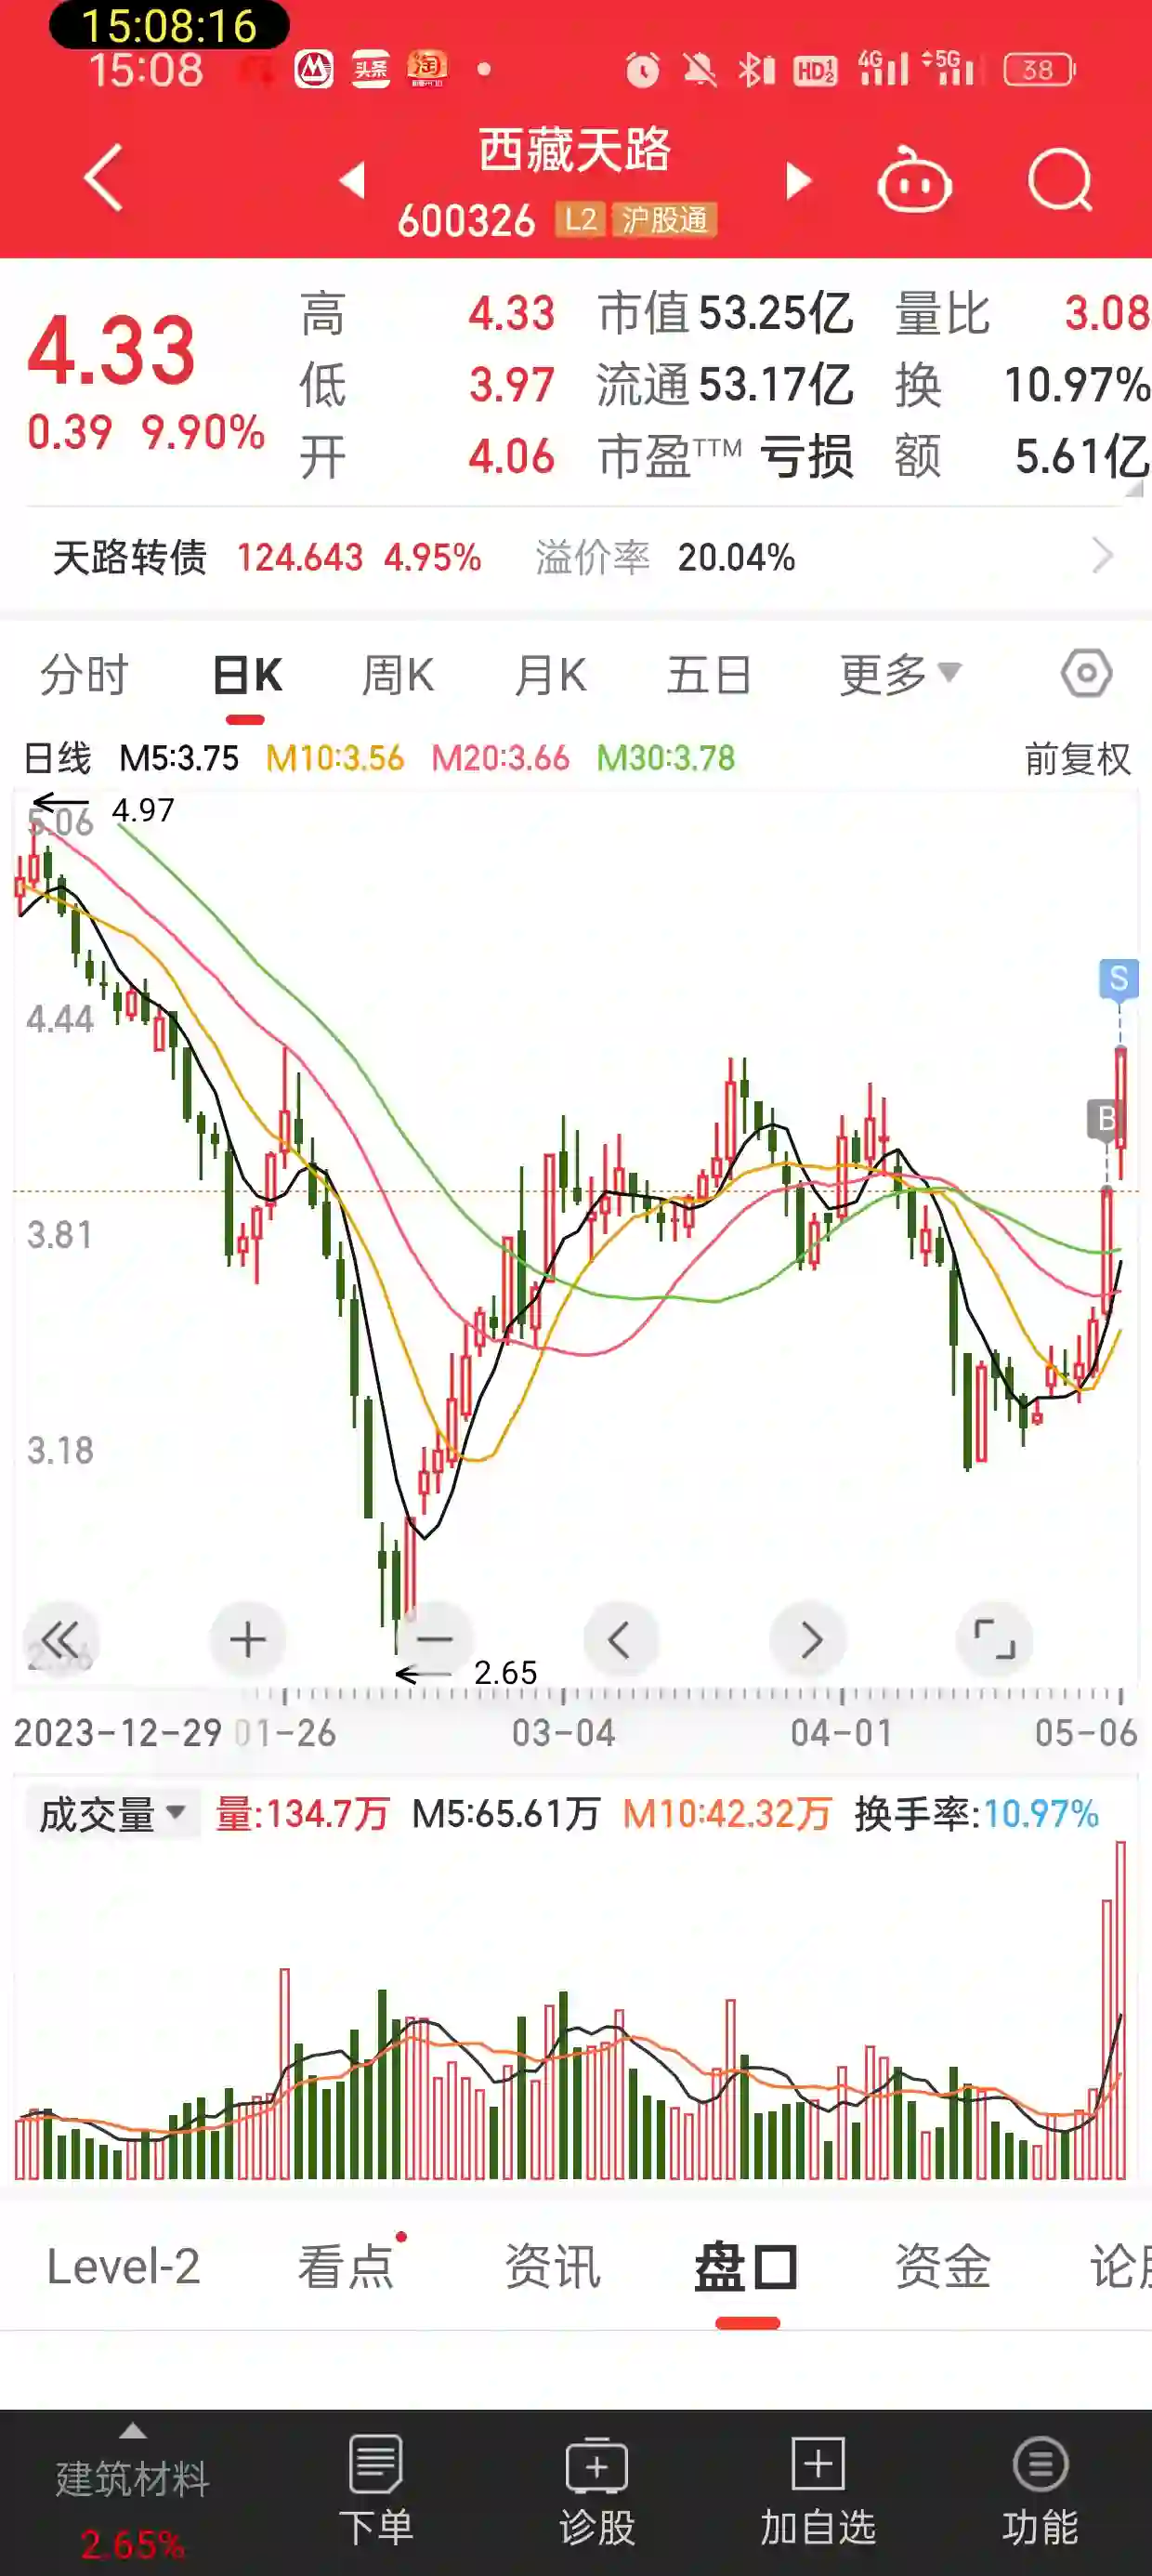 15:08:16
15:08 头条 淘 HD 1 2 4G 5G 38
西藏天路
600326 L2 沪股通
4.33 高 4.33 市值 53.25亿 量比 3.08
低 3.97 流通 53.17亿 换 10.97%
0.39 9.90% 开 4.06 市盈TTM 亏损 额 5.61亿
天路转债 124.643 4.95% 溢价率 20.04%
分时 日K 周K 月K 五日 更多
日线 M5:3.75 M10:3.56 M20:3.66 M30:3.78 前复权
4.97
5.06
S
4.44
B
3.81
3.18
2.65
2023-12-29 01-26 03-04 04-01 05-06
成交量 量:134.7万 M5:65.61万 M10:42.32万 换手率:10.97%
Level-2 看点 资讯 盘口 资金
建筑材料 2.65% 下单 诊股 加自选 功能